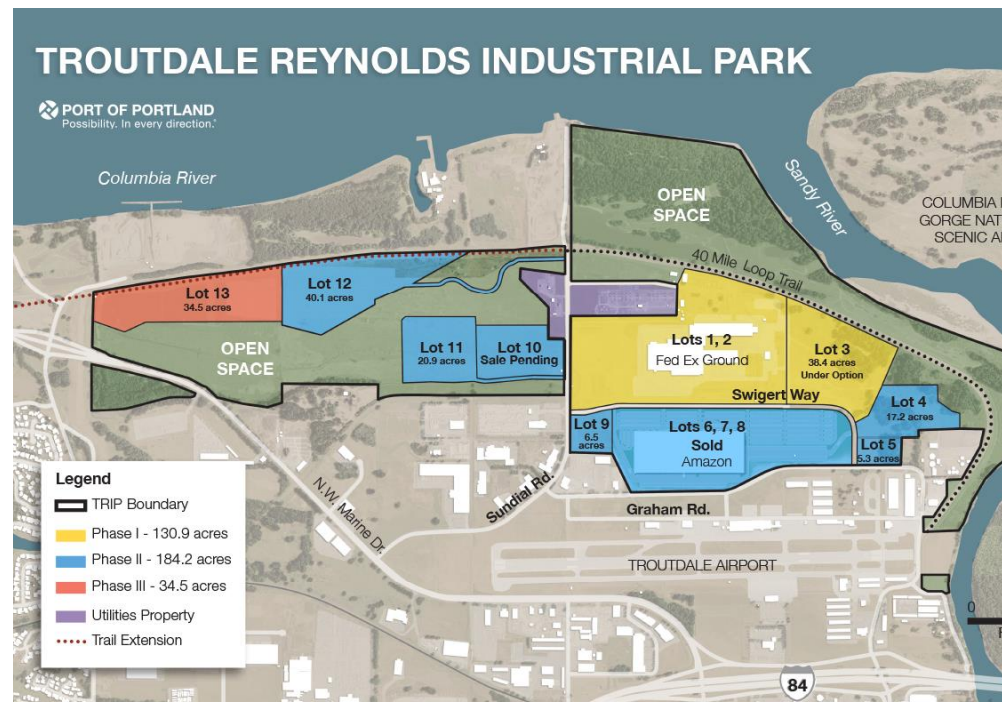 TROUTDALE REYNOLDS INDUSTRIAL PARK
PORT OF PORTLAND
Possibility. In every direction.
Columbia River
Sandy River
OPEN
SPACE
COLUMBIA
GORGE
SCENIC
40 Mile Loop Trail
Lot 13
34.5 acres
Lot 12
40.1 acres
OPEN
SPACE
Lot 11
20.9 acres
Lot 10
Sale Pending
Lots 1, 2
Fed Ex Ground
Lot 3
38.4 acres
Under Option
Swigert Way
Lot 4
17.2 acres
Lot 9
6.5
acres
Lots 6, 7, 8
Sold
Amazon
Lot 5
5.3 acres
Sundial Rd.
Graham Rd.
N.W. Marine Dr.
TROUTDALE AIRPORT
84
0
Legend
TRIP Boundary
Phase I - 130.9 acres
Phase II - 184.2 acres
Phase III - 34.5 acres
Utilities Property
Trail Extension